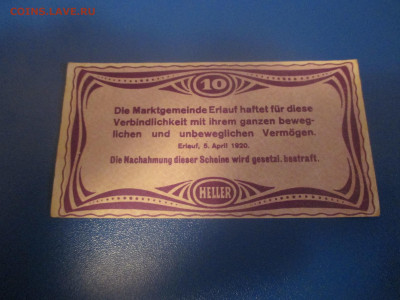 COINS.LAVE.RU
10
Die Marktgemeinde Erlauf haftet für diese
Verbindlichkeit mit ihrem ganzen beweg-
lichen und unbeweglichen Vermögen.
Erlauf, 5. April 1920.
Die Nachahmung dieser Scheine wird gesetzl. bestraft.
HELLER